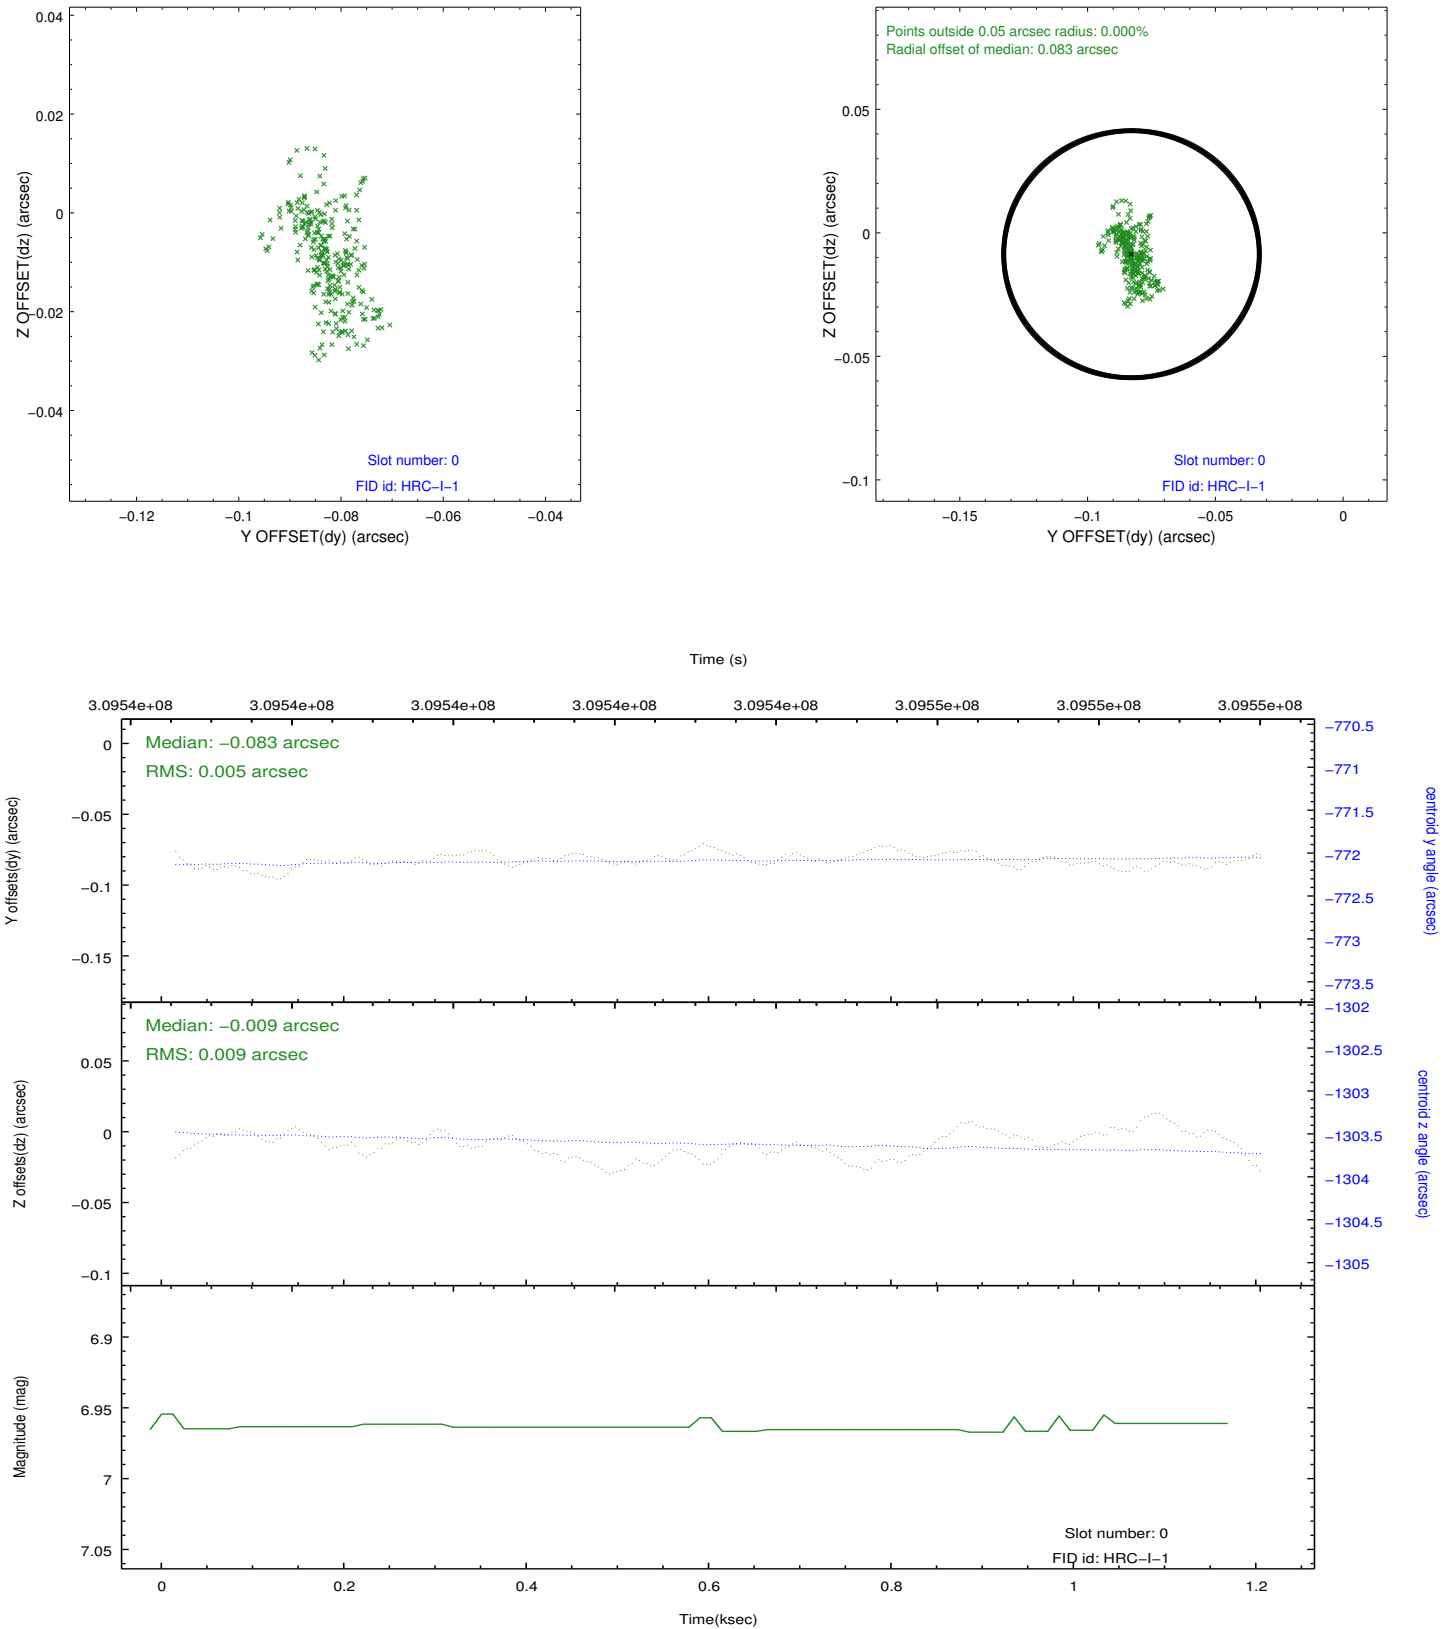 0.04
0.02
0
−0.02
−0.04
Z OFFSET(dz) (arcsec)
Slot number: 0
FID id: HRC−I−1
−0.12
−0.1
−0.08
−0.06
−0.04
Y OFFSET(dy) (arcsec)
Points outside 0.05 arcsec radius: 0.000%
Radial offset of median: 0.083 arcsec
0.05
0
−0.05
−0.1
Z OFFSET(dz) (arcsec)
Slot number: 0
FID id: HRC−I−1
−0.15
−0.1
−0.05
0
Y OFFSET(dy) (arcsec)
Time (s)
3.0954e+08 3.0954e+08 3.0954e+08 3.0954e+08 3.0954e+08 3.0955e+08 3.0955e+08 3.0955e+08
Median: −0.083 arcsec
RMS: 0.005 arcsec
0
−0.05
−0.1
−0.15
Y offsets(dy) (arcsec)
−770.5
−771
−771.5
−772
−772.5
−773
−773.5
centroid y angle (arcsec)
Median: −0.009 arcsec
RMS: 0.009 arcsec
0.05
0
−0.05
−0.1
Z offsets(dz) (arcsec)
−1302
−1302.5
−1303
−1303.5
−1304
−1304.5
−1305
centroid z angle (arcsec)
6.9
6.95
7
7.05
Magnitude (mag)
Slot number: 0
FID id: HRC−I−1
0 0.2 0.4 0.6 0.8 1 1.2
Time(ksec)